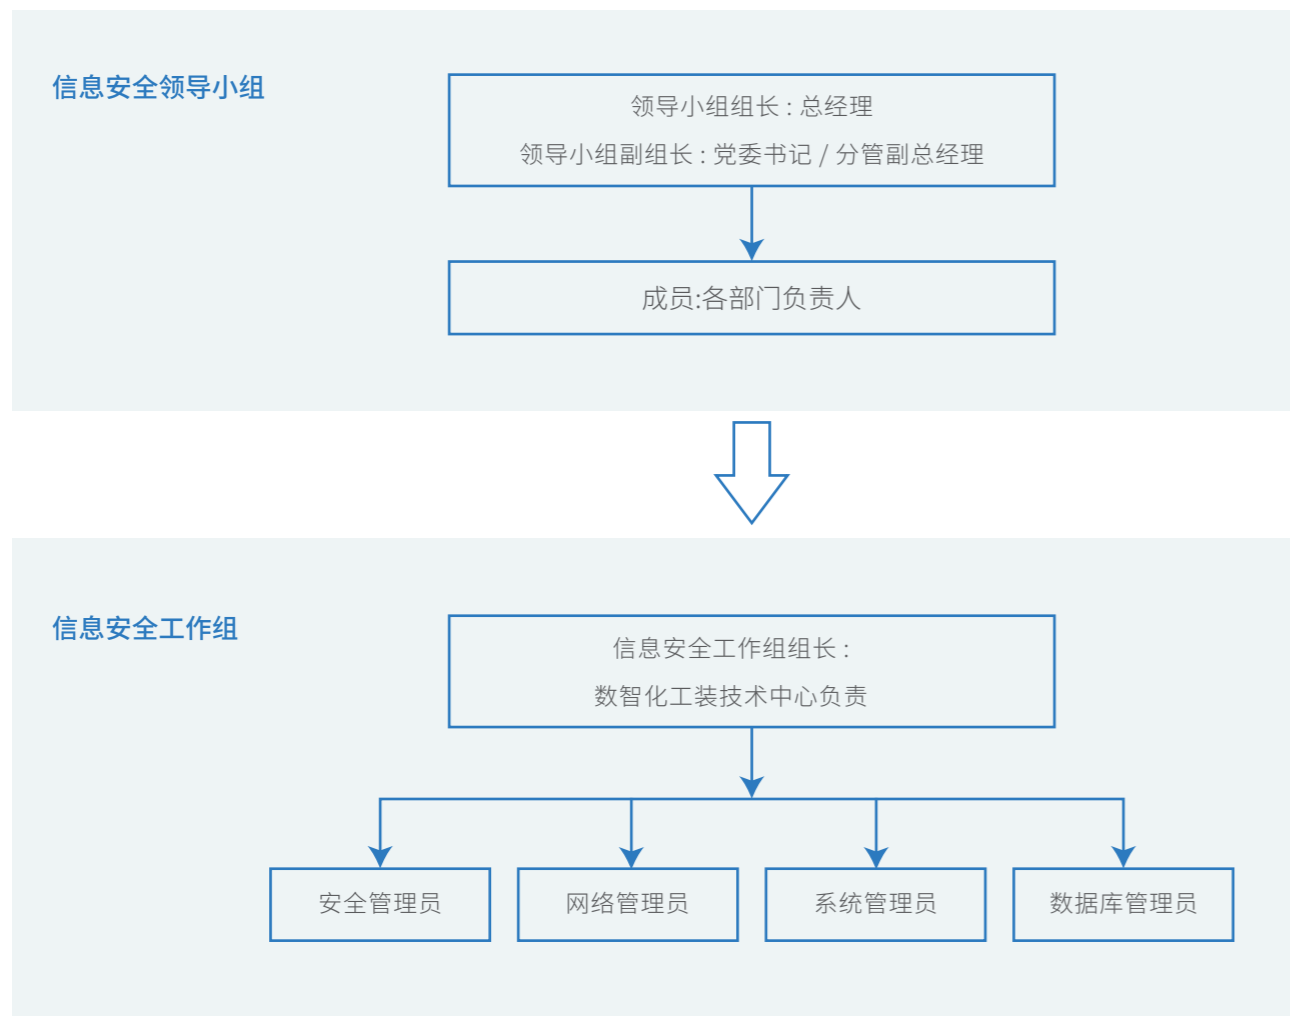 信息安全领导小组
领导小组组长 : 总经理
领导小组副组长 : 党委书记 / 分管副总经理
成员:各部门负责人
信息安全工作组
信息安全工作组组长 :
数智化工装技术中心负责
安全管理员
网络管理员
系统管理员
数据库管理员